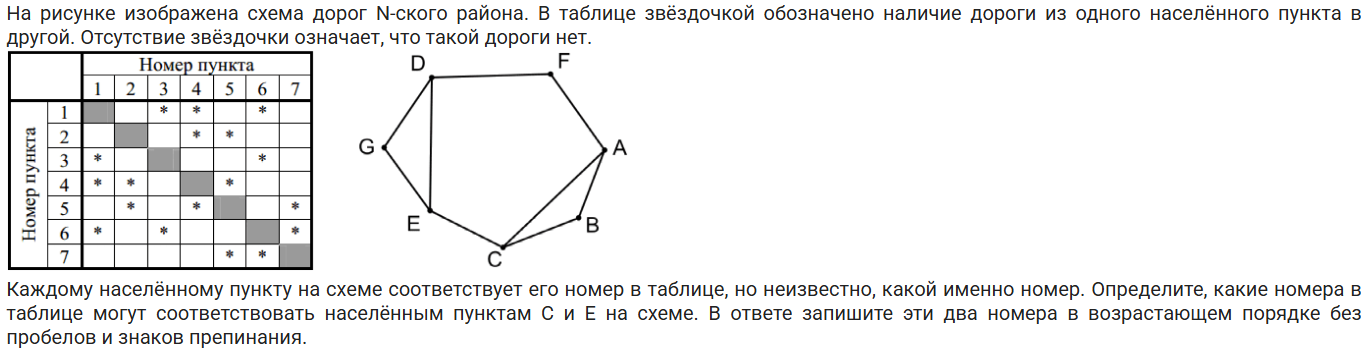 На рисунке изображена схема дорог N-ского района. В таблице звёздочкой обозначено наличие дороги из одного населённого пункта в
другой. Отсутствие звёздочки означает, что такой дороги нет.
Номер пункта
1 2 3 4 5 6 7
Номер пункта
1 * * *
2 * *
3 * *
4 * * *
5 * * *
6 * * *
7 * *
D
F
G
A
E
B
C
Каждому населённому пункту на схеме соответствует его номер в таблице, но неизвестно, какой именно номер. Определите, какие номера в
таблице могут соответствовать населённым пунктам C и E на схеме. В ответе запишите эти два номера в возрастающем порядке без
пробелов и знаков препинания.